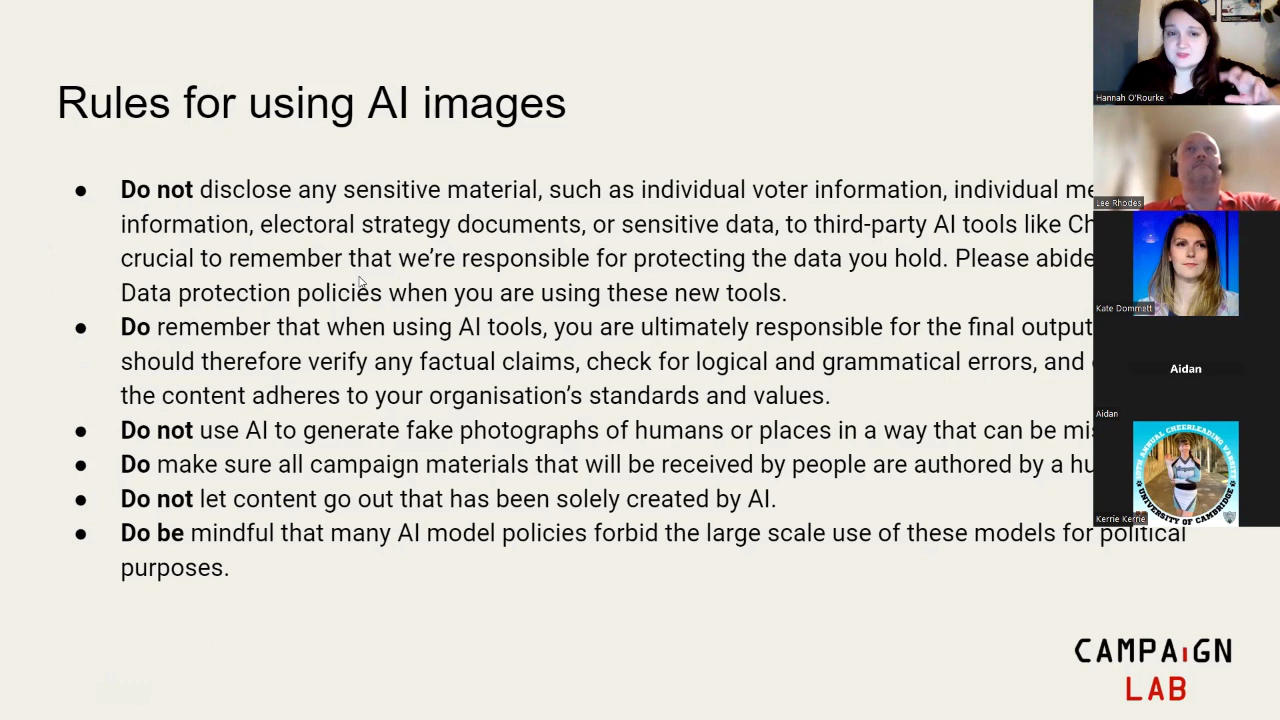 Rules for using AI images
● Do not disclose any sensitive material, such as individual voter information, individual
information, electoral strategy documents, or sensitive data, to third-party AI tools like
crucial to remember that we’re responsible for protecting the data you hold. Please abide
Data protection policies when you are using these new tools.
● Do remember that when using AI tools, you are ultimately responsible for the final output
should therefore verify any factual claims, check for logical and grammatical errors, and
the content adheres to your organisation’s standards and values.
● Do not use AI to generate fake photographs of humans or places in a way that can be
● Do make sure all campaign materials that will be received by people are authored by a
● Do not let content go out that has been solely created by AI.
● Do be mindful that many AI model policies forbid the large scale use of these models for political
purposes.
CAMPAIGN
LAB
Hannah O'Rourke
Lee Rhodes
Kate Dommett
Aidan
Aidan
ANNUAL CHEERLEADING VARSITY
UNIVERSITY OF CAMBRIDGE
Kerrie Kerrie